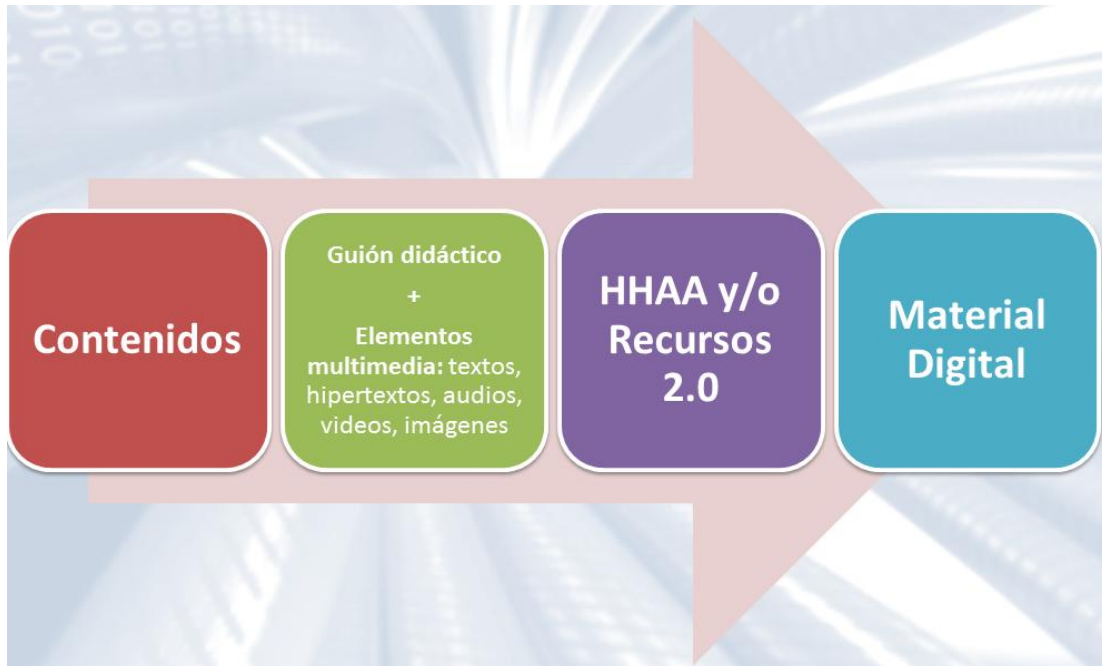 Contenidos
Guión didáctico
+
Elementos
multimedia: textos,
hipertextos, audios,
videos, imágenes
HHAA y/o
Recursos
2.0
Material
Digital